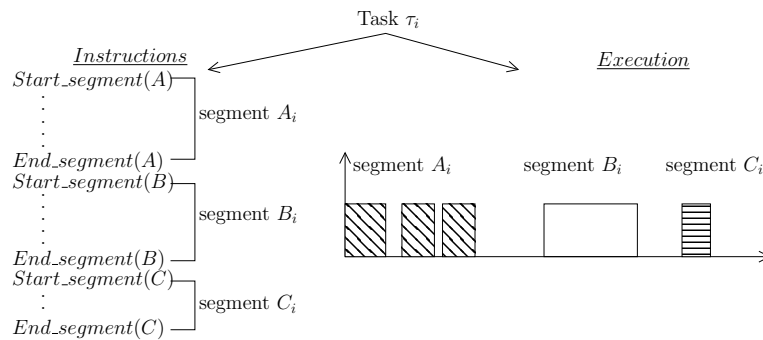 Task τ_i
Instructions
Start_segment(A)
segment A_i
End_segment(A)
Start_segment(B)
segment B_i
End_segment(B)
Start_segment(C)
segment C_i
End_segment(C)
Execution
segment A_i
segment B_i
segment C_i